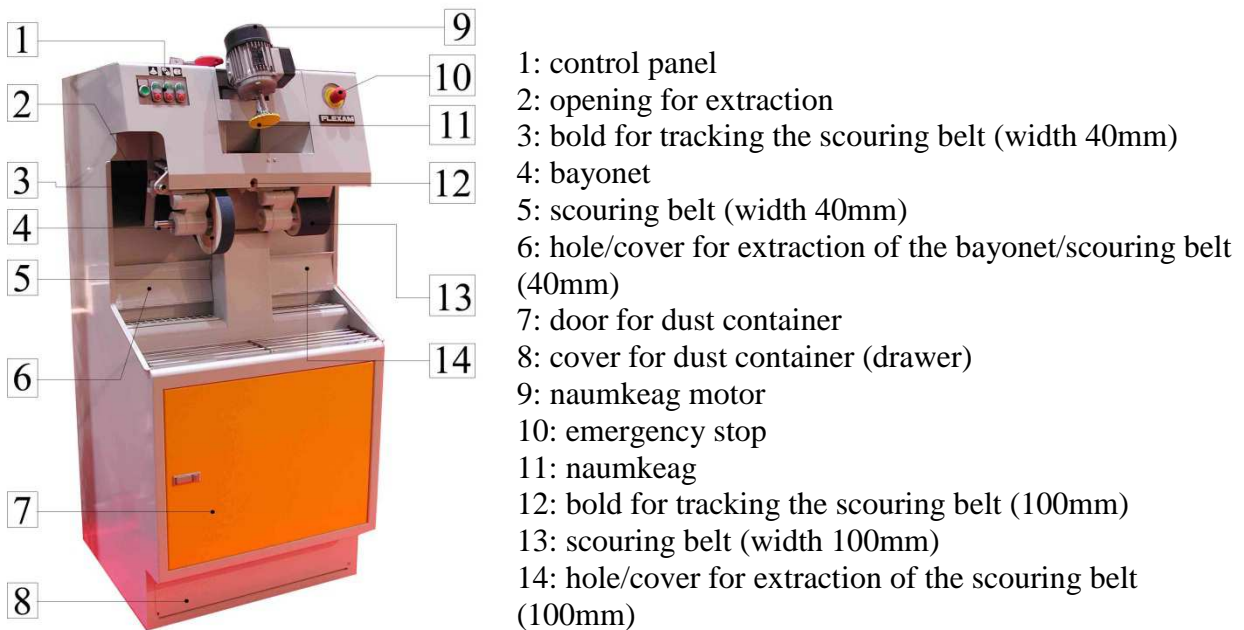 1
2
3
4
5
6
7
8
9
10
11
12
13
14
FLEXAM
1: control panel
2: opening for extraction
3: bold for tracking the scouring belt (width 40mm)
4: bayonet
5: scouring belt (width 40mm)
6: hole/cover for extraction of the bayonet/scouring belt
(40mm)
7: door for dust container
8: cover for dust container (drawer)
9: naumkeag motor
10: emergency stop
11: naumkeag
12: bold for tracking the scouring belt (100mm)
13: scouring belt (width 100mm)
14: hole/cover for extraction of the scouring belt
(100mm)